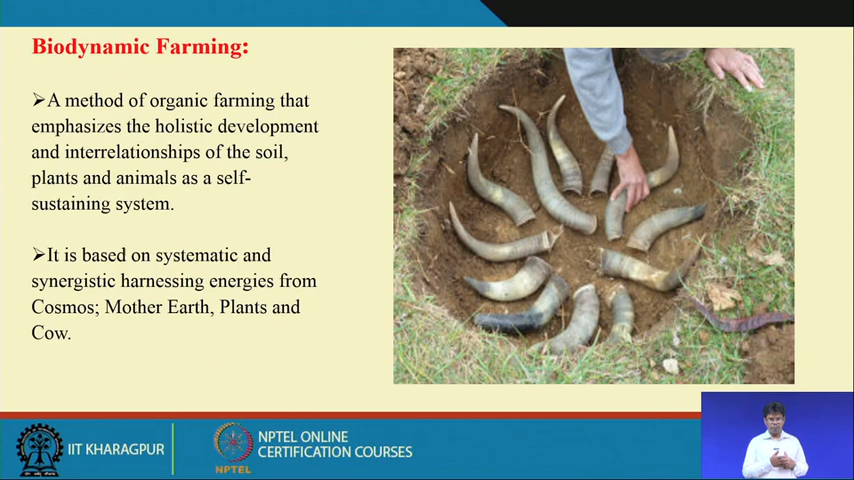 Biodynamic Farming:
➢A method of organic farming that
emphasizes the holistic development
and interrelationships of the soil,
plants and animals as a self-
sustaining system.
➢It is based on systematic and
synergistic harnessing energies from
Cosmos; Mother Earth, Plants and
Cow.
IIT KHARAGPUR
NPTEL
NPTEL ONLINE
CERTIFICATION COURSES